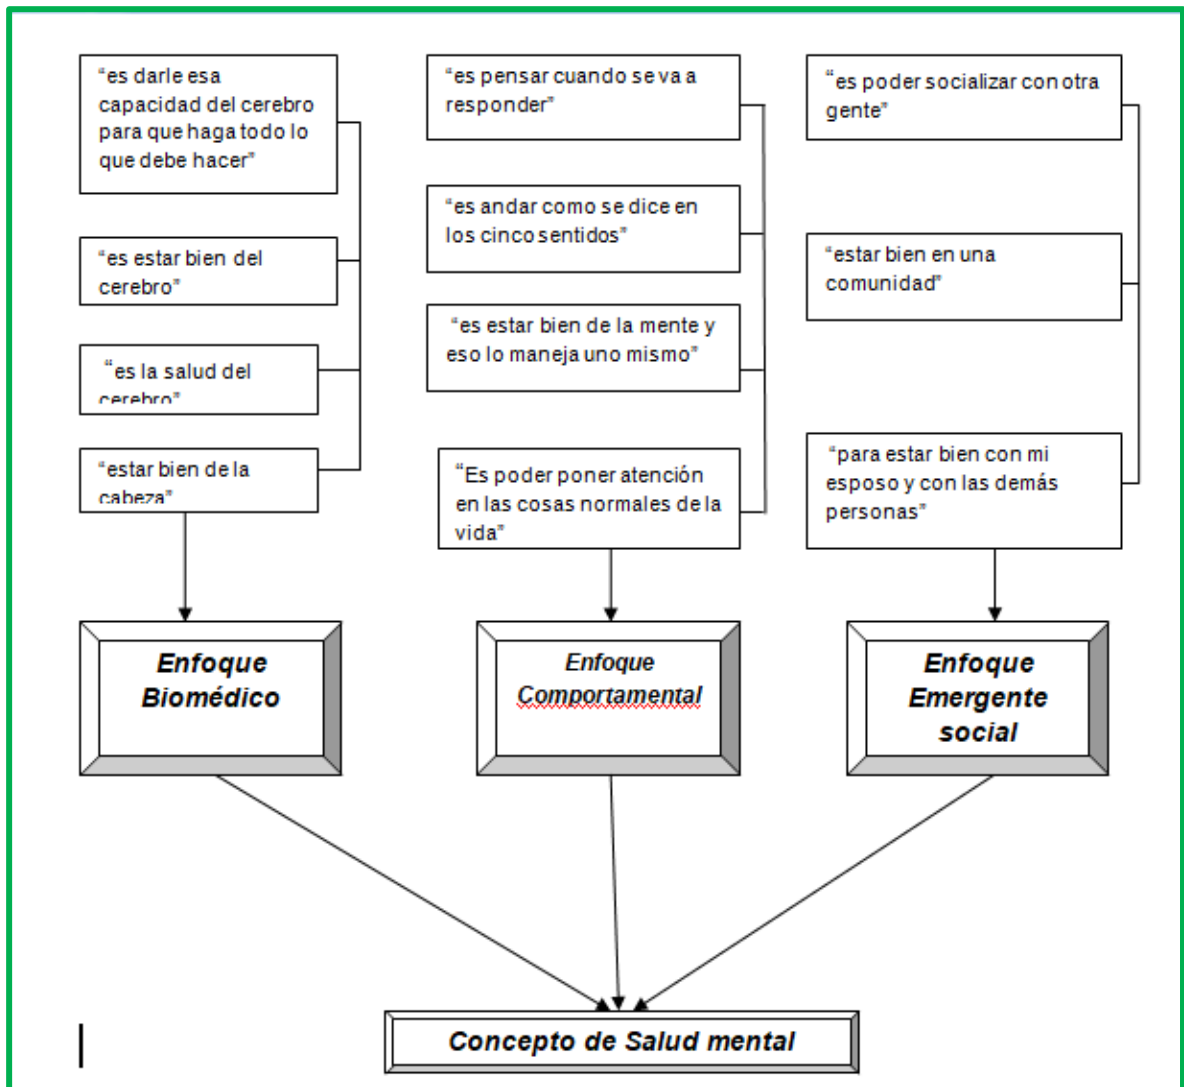 “es darle esa
capacidad del cerebro
para que haga todo lo
que debe hacer”
“es estar bien del
cerebro”
“es la salud del
cerebro”
“estar bien de la
cabeza”
“es pensar cuando se va a
responder”
“es andar como se dice en
los cinco sentidos”
“es estar bien de la mente y
eso lo maneja uno mismo”
“Es poder poner atención
en las cosas normales de la
vida”
“es poder socializar con otra
gente”
“estar bien en una
comunidad”
“para estar bien con mi
esposo y con las demás
personas”
Enfoque
Biomédico
Enfoque
Comportamental
Enfoque
Emergente
social
Concepto de Salud mental